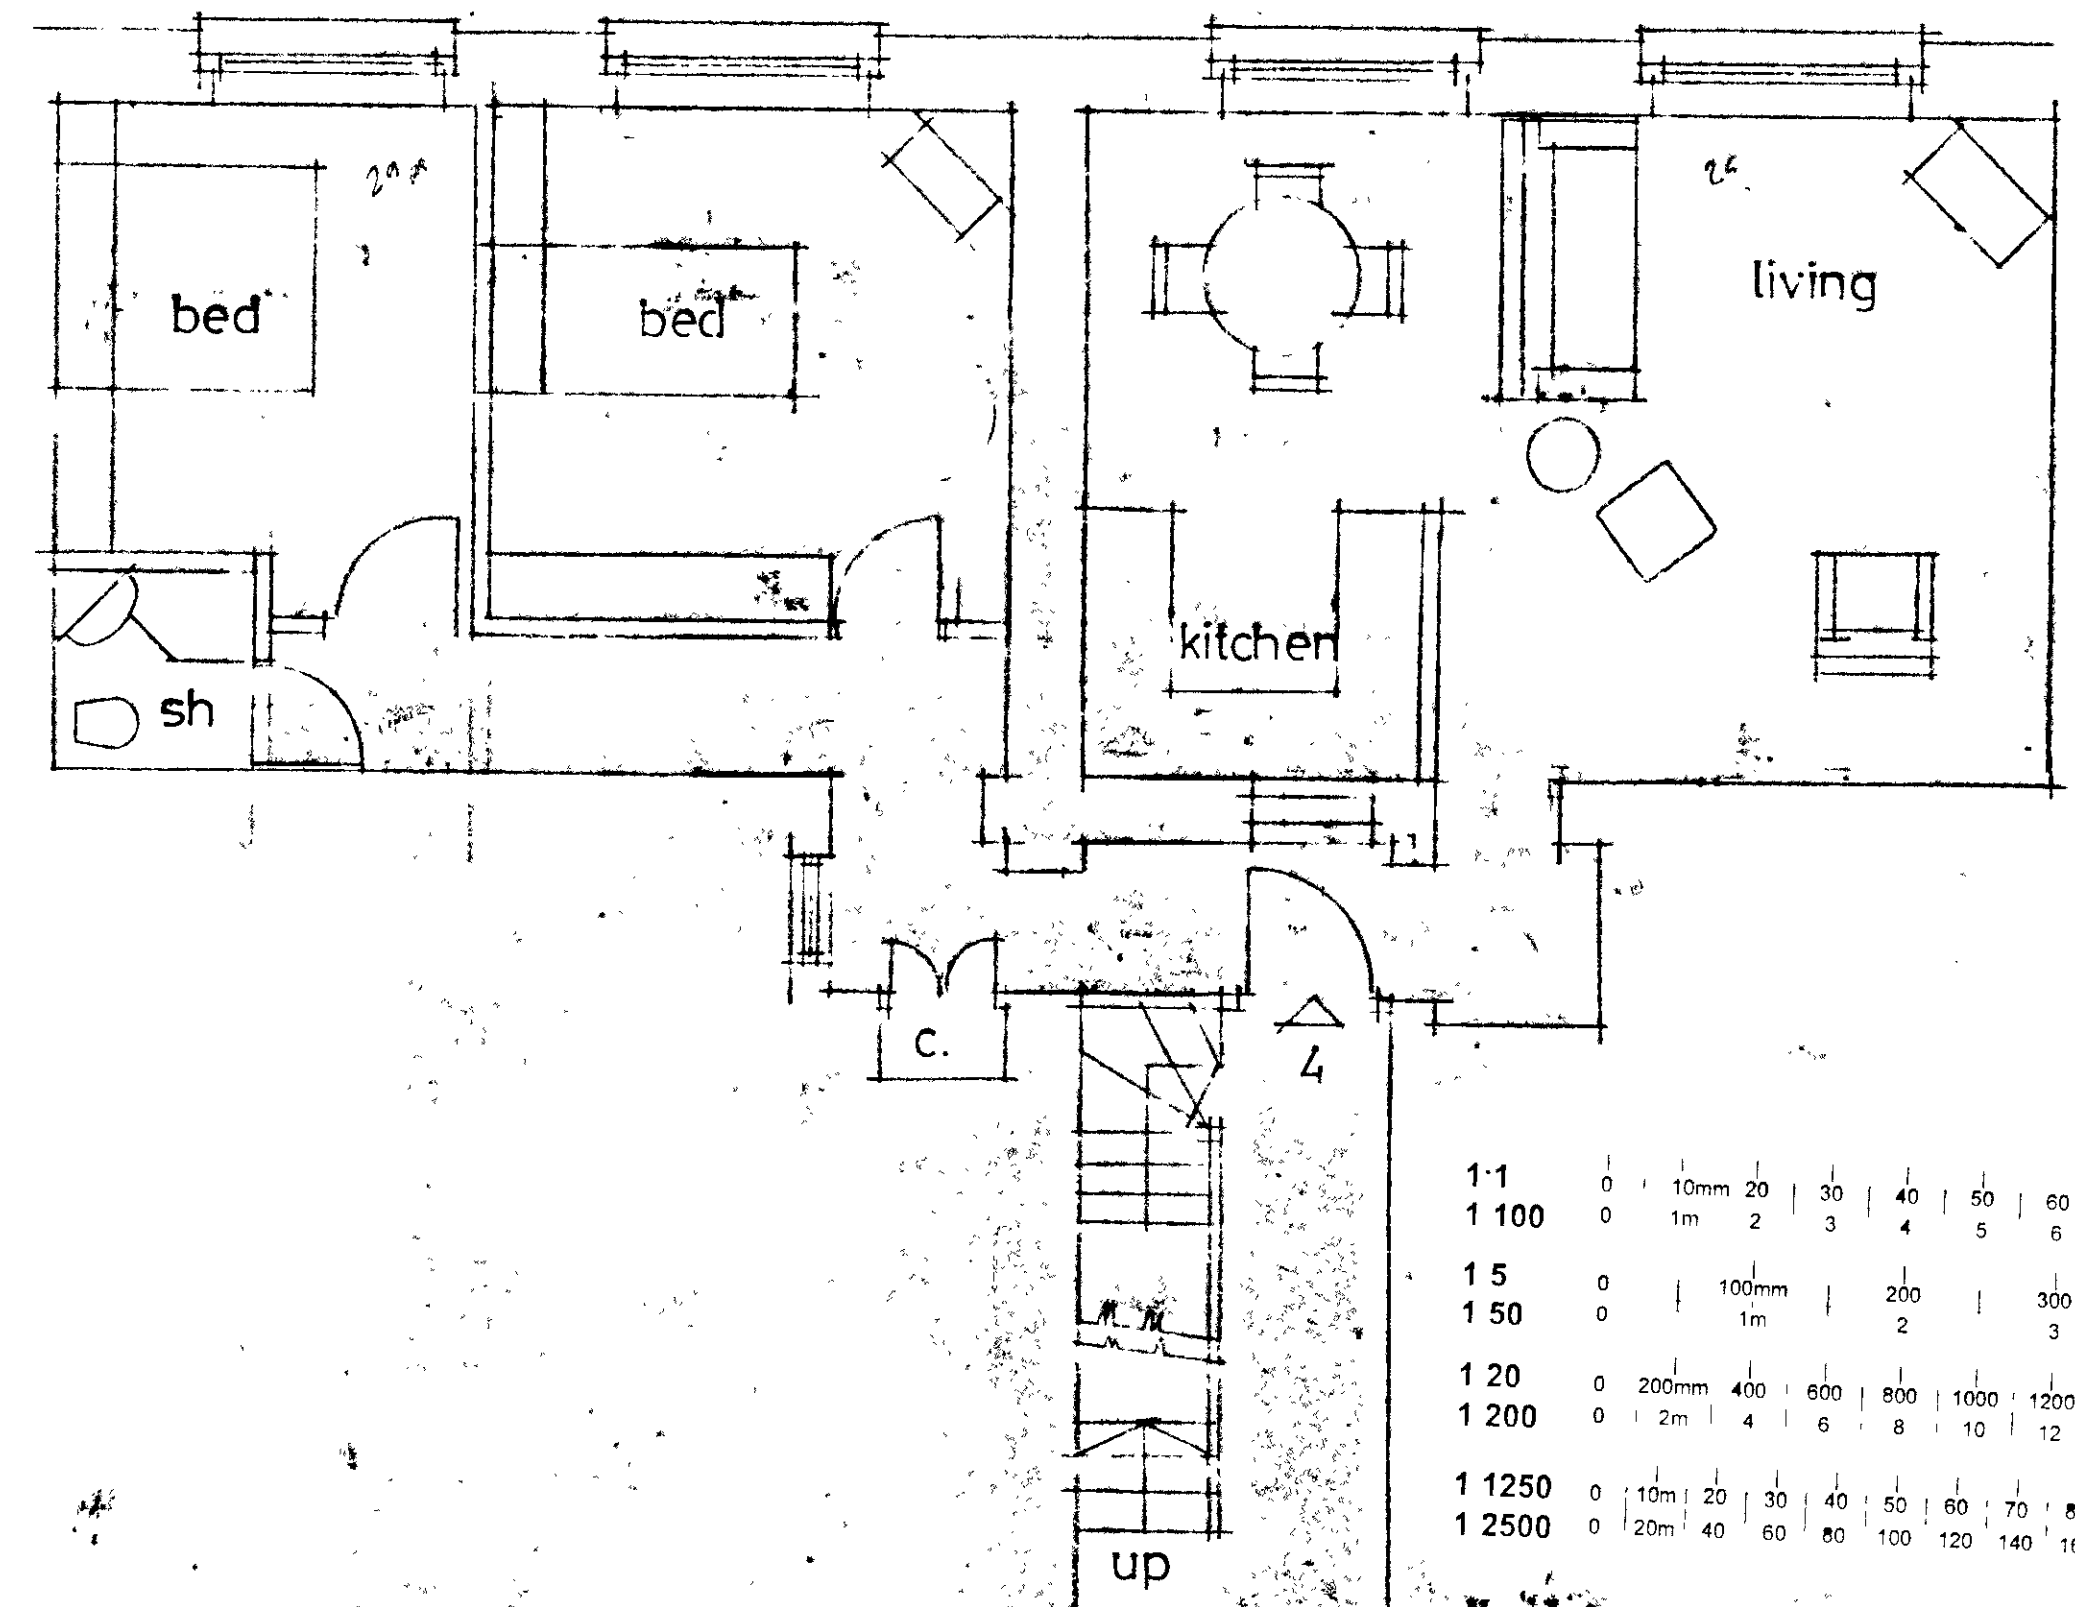 bed
bed
living
kitchen
sh
c.
4
up
1·1 0 10mm 20 30 40 50 60
1 100 0 1m 2 3 4 5 6
1 5 0 100mm 200 300
1 50 0 1m 2 3
1 20 0 200mm 400 600 800 1000 1200
1 200 0 2m 4 6 8 10 12
1 1250 0 10m 20 30 40 50 60 70
1 2500 0 20m 40 60 80 100 120 140